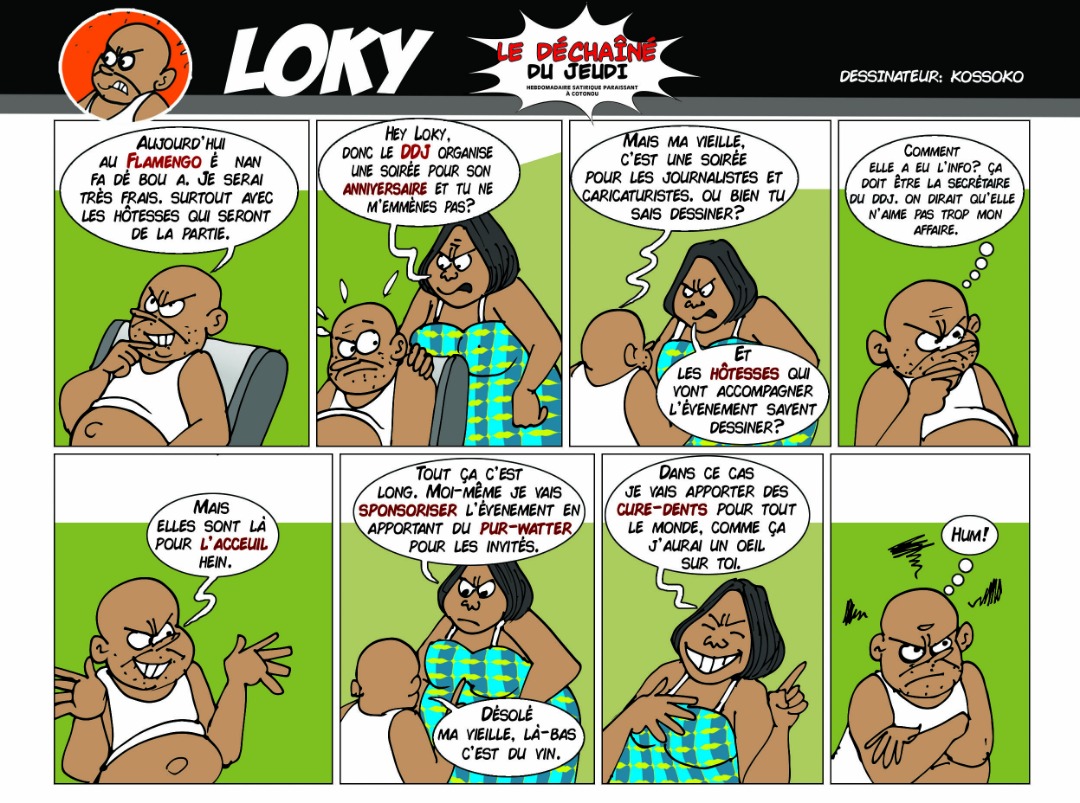 LOKY
LE DÉCHAÎNÉ
DU JEUDI
HEBDOMADAIRE SATIRIQUE PARAISSANT
À COTONOU
DESSINATEUR: KOSSOKO
AUJOURD'HUI
AU FLAMENGO É NAN
FA DÉ BOU A. JE SERAI
TRÈS FRAIS. SURTOUT AVEC
LES HÔTESSES QUI SERONT
DE LA PARTIE.
HEY LOKY,
DONC LE DDJ ORGANISE
UNE SOIRÉE POUR SON
ANNIVERSAIRE ET TU NE
M'EMMÈNES PAS?
MAIS MA VIEILLE,
C'EST UNE SOIRÉE
POUR LES JOURNALISTES ET
CARICATURISTES. OU BIEN TU
SAIS DESSINER?
ET
LES HÔTESSES QUI
VONT ACCOMPAGNER
L'ÉVENEMENT SAVENT
DESSINER?
COMMENT
ELLE A EU L'INFO? ÇA
DOIT ÊTRE LA SECRÉTAIRE
DU DDJ. ON DIRAIT QU'ELLE
N'AIME PAS TROP MON
AFFAIRE.
MAIS
ELLES SONT LÀ
POUR L'ACCEUIL
HEIN.
TOUT ÇA C'EST
LONG. MOI-MÊME JE VAIS
SPONSORISER L'ÉVENEMENT EN
APPORTANT DU PUR-WATTER
POUR LES INVITÉS.
DÉSOLÉ
MA VIEILLE, LÀ-BAS
C'EST DU VIN.
DANS CE CAS
JE VAIS APPORTER DES
CURE-DENTS POUR TOUT
LE MONDE, COMME ÇA
J'AURAI UN OEIL
SUR TOI.
HUM!